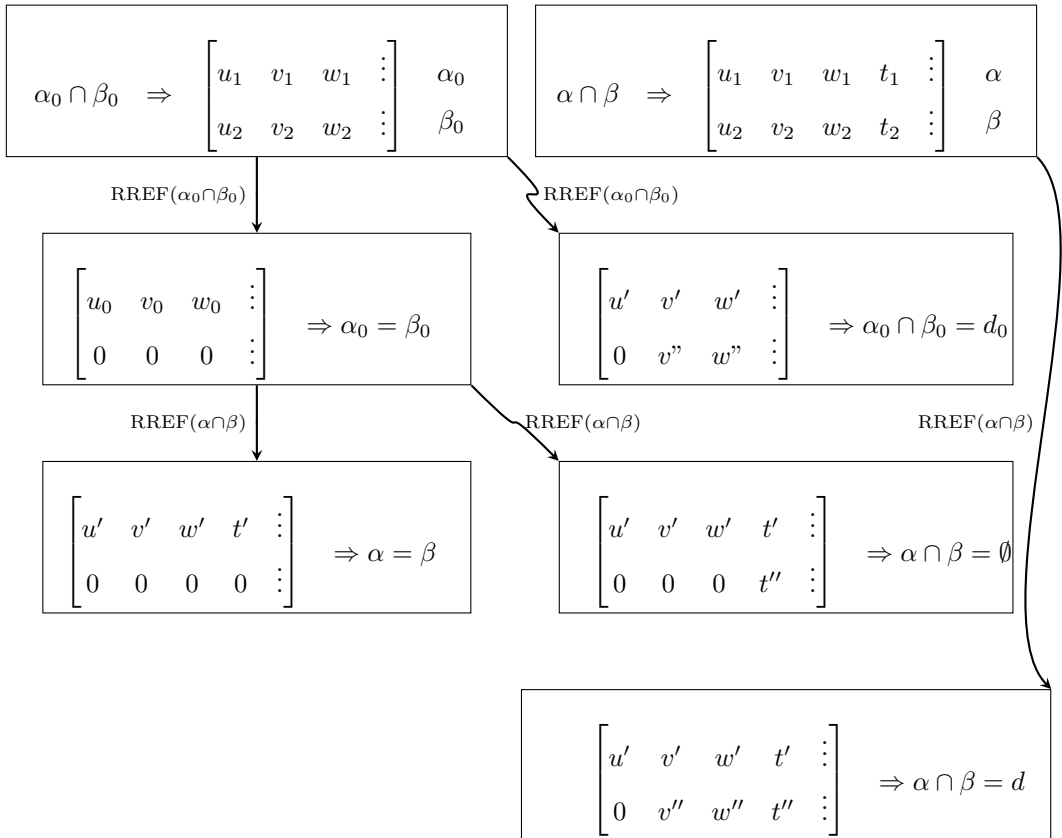 α₀ ∩ β₀ ⇒ [u₁ v₁ w₁ ⋮ α₀
u₂ v₂ w₂ ⋮] β₀
α ∩ β ⇒ [u₁ v₁ w₁ t₁ ⋮ α
u₂ v₂ w₂ t₂ ⋮] β
RREF(α₀∩β₀)
RREF(α₀∩β₀)
[u₀ v₀ w₀ ⋮
0 0 0 ⋮] ⇒ α₀ = β₀
[u′ v′ w′ ⋮
0 v” w” ⋮] ⇒ α₀ ∩ β₀ = d₀
RREF(α∩β)
RREF(α∩β)
RREF(α∩β)
[u′ v′ w′ t′ ⋮
0 0 0 0 ⋮] ⇒ α = β
[u′ v′ w′ t′ ⋮
0 0 0 t′′ ⋮] ⇒ α ∩ β = ∅
[u′ v′ w′ t′ ⋮
0 v′′ w′′ t′′ ⋮] ⇒ α ∩ β = d